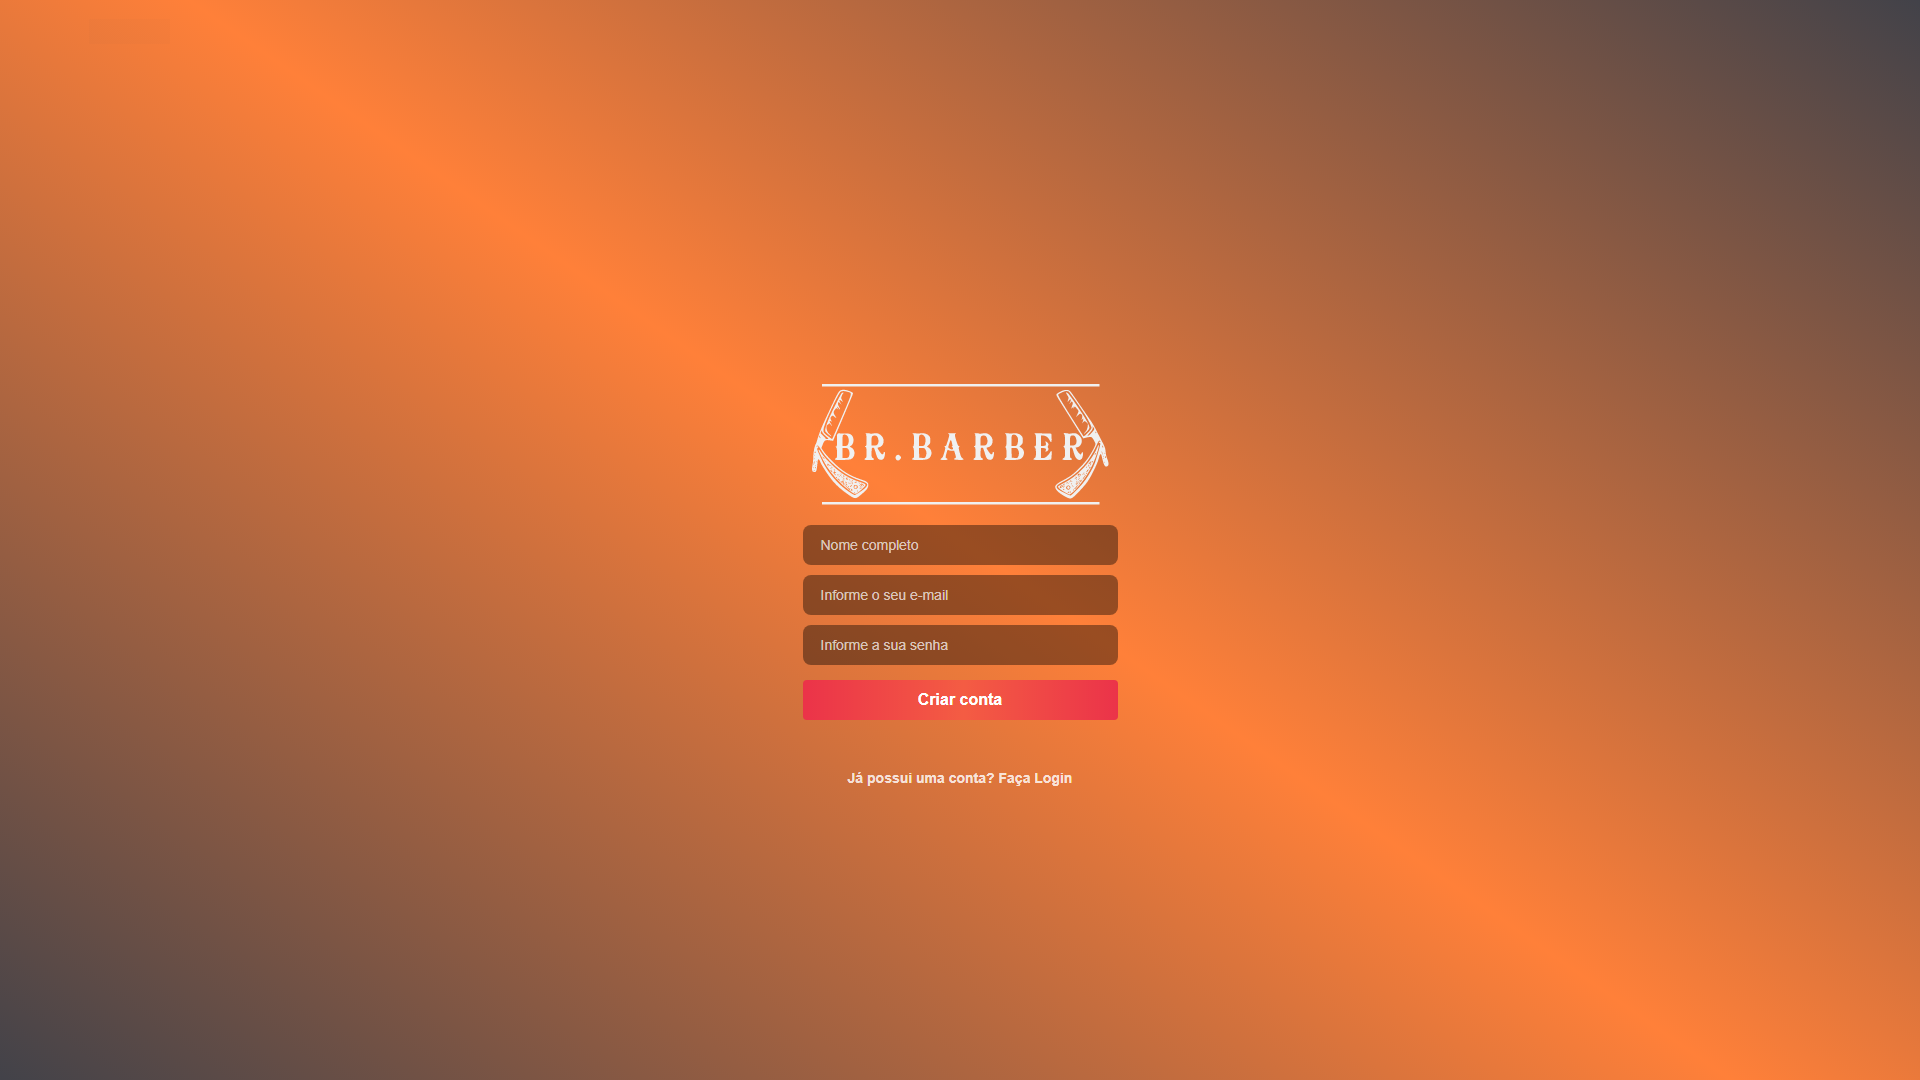 BR.BARBER
Nome completo
Informe o seu e-mail
Informe a sua senha
Criar conta
Já possui uma conta? Faça Login